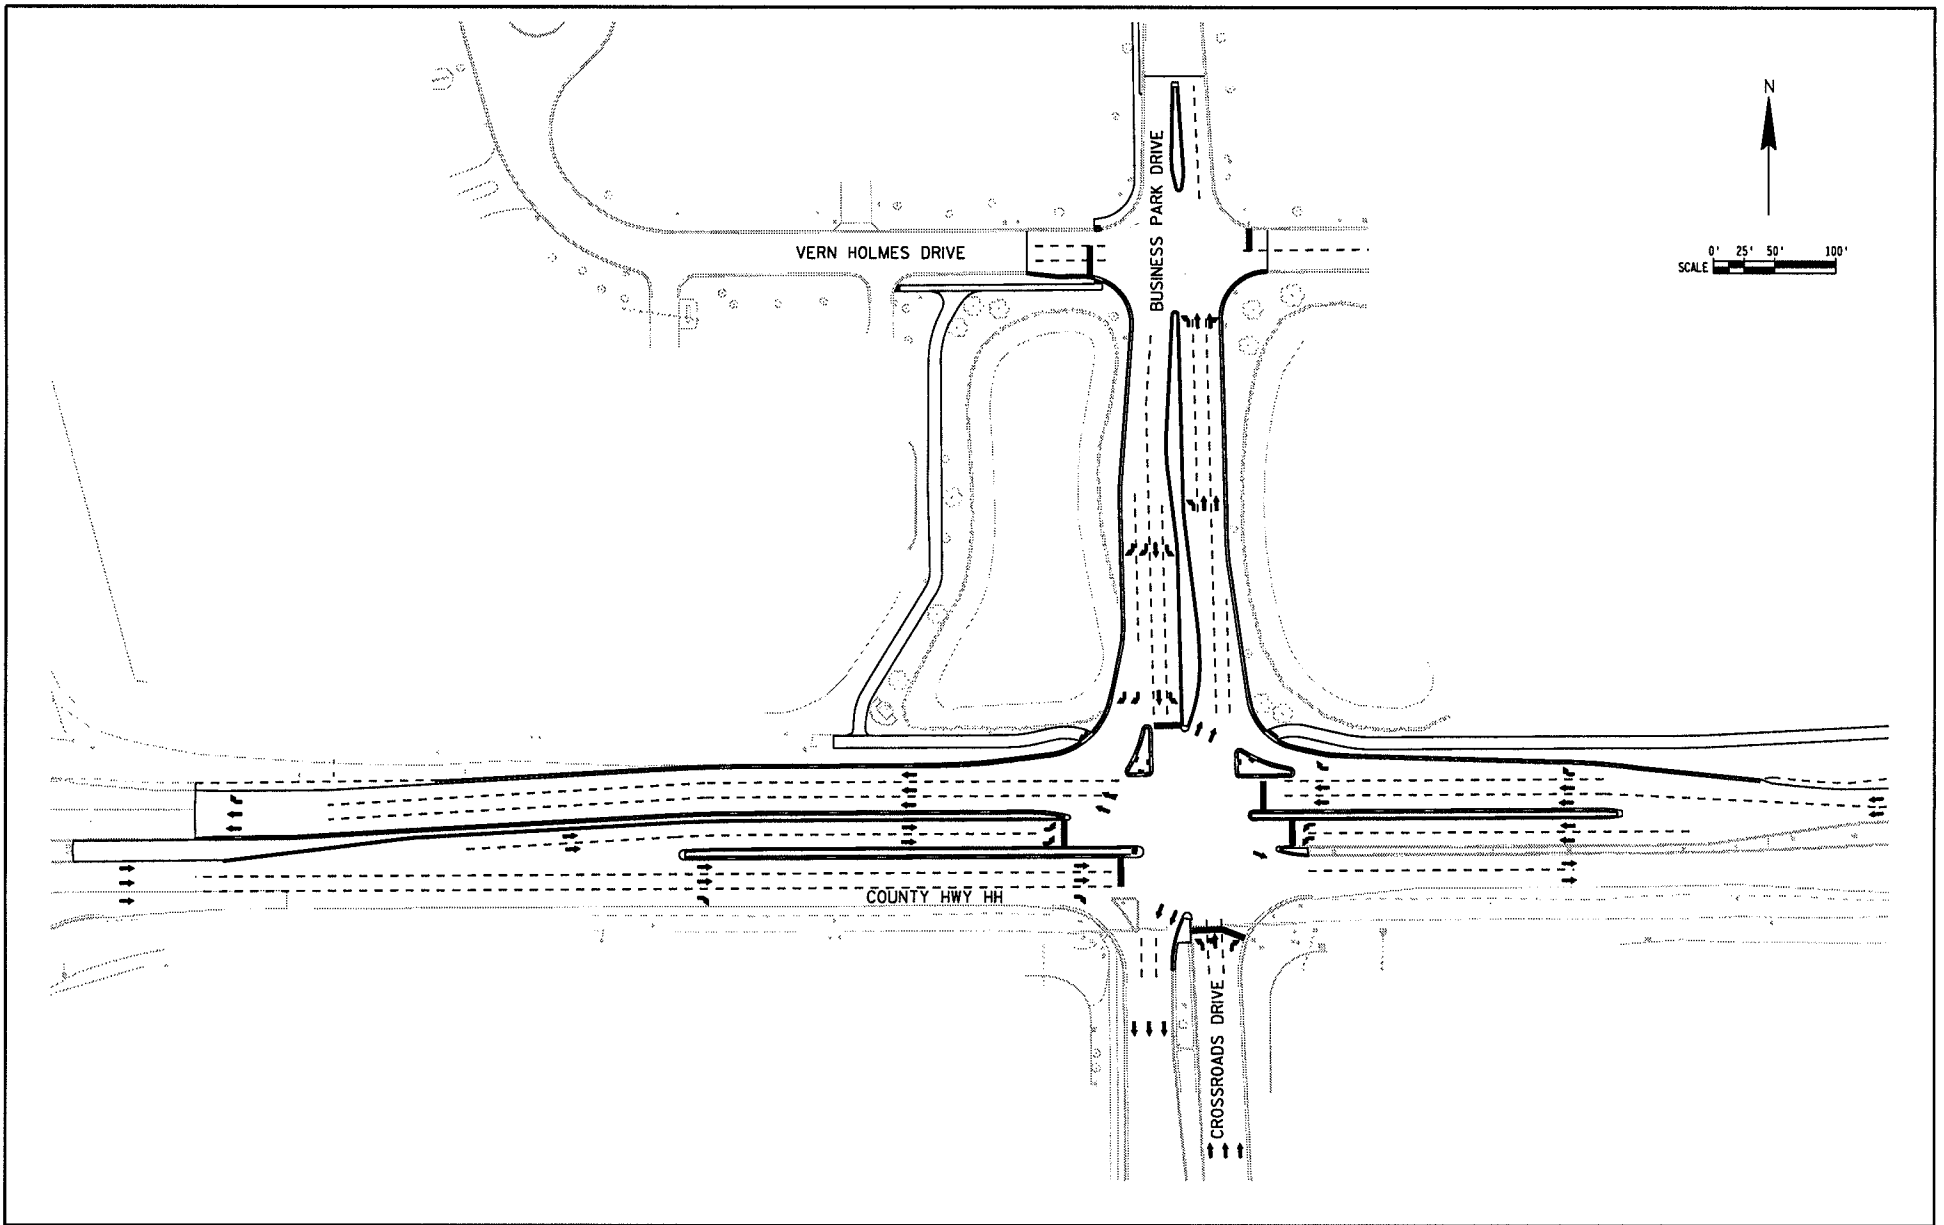 N
0' 25' 50' 100'
SCALE
BUSINESS PARK DRIVE
VERN HOLMES DRIVE
COUNTY HWY HH
CROSSROADS DRIVE